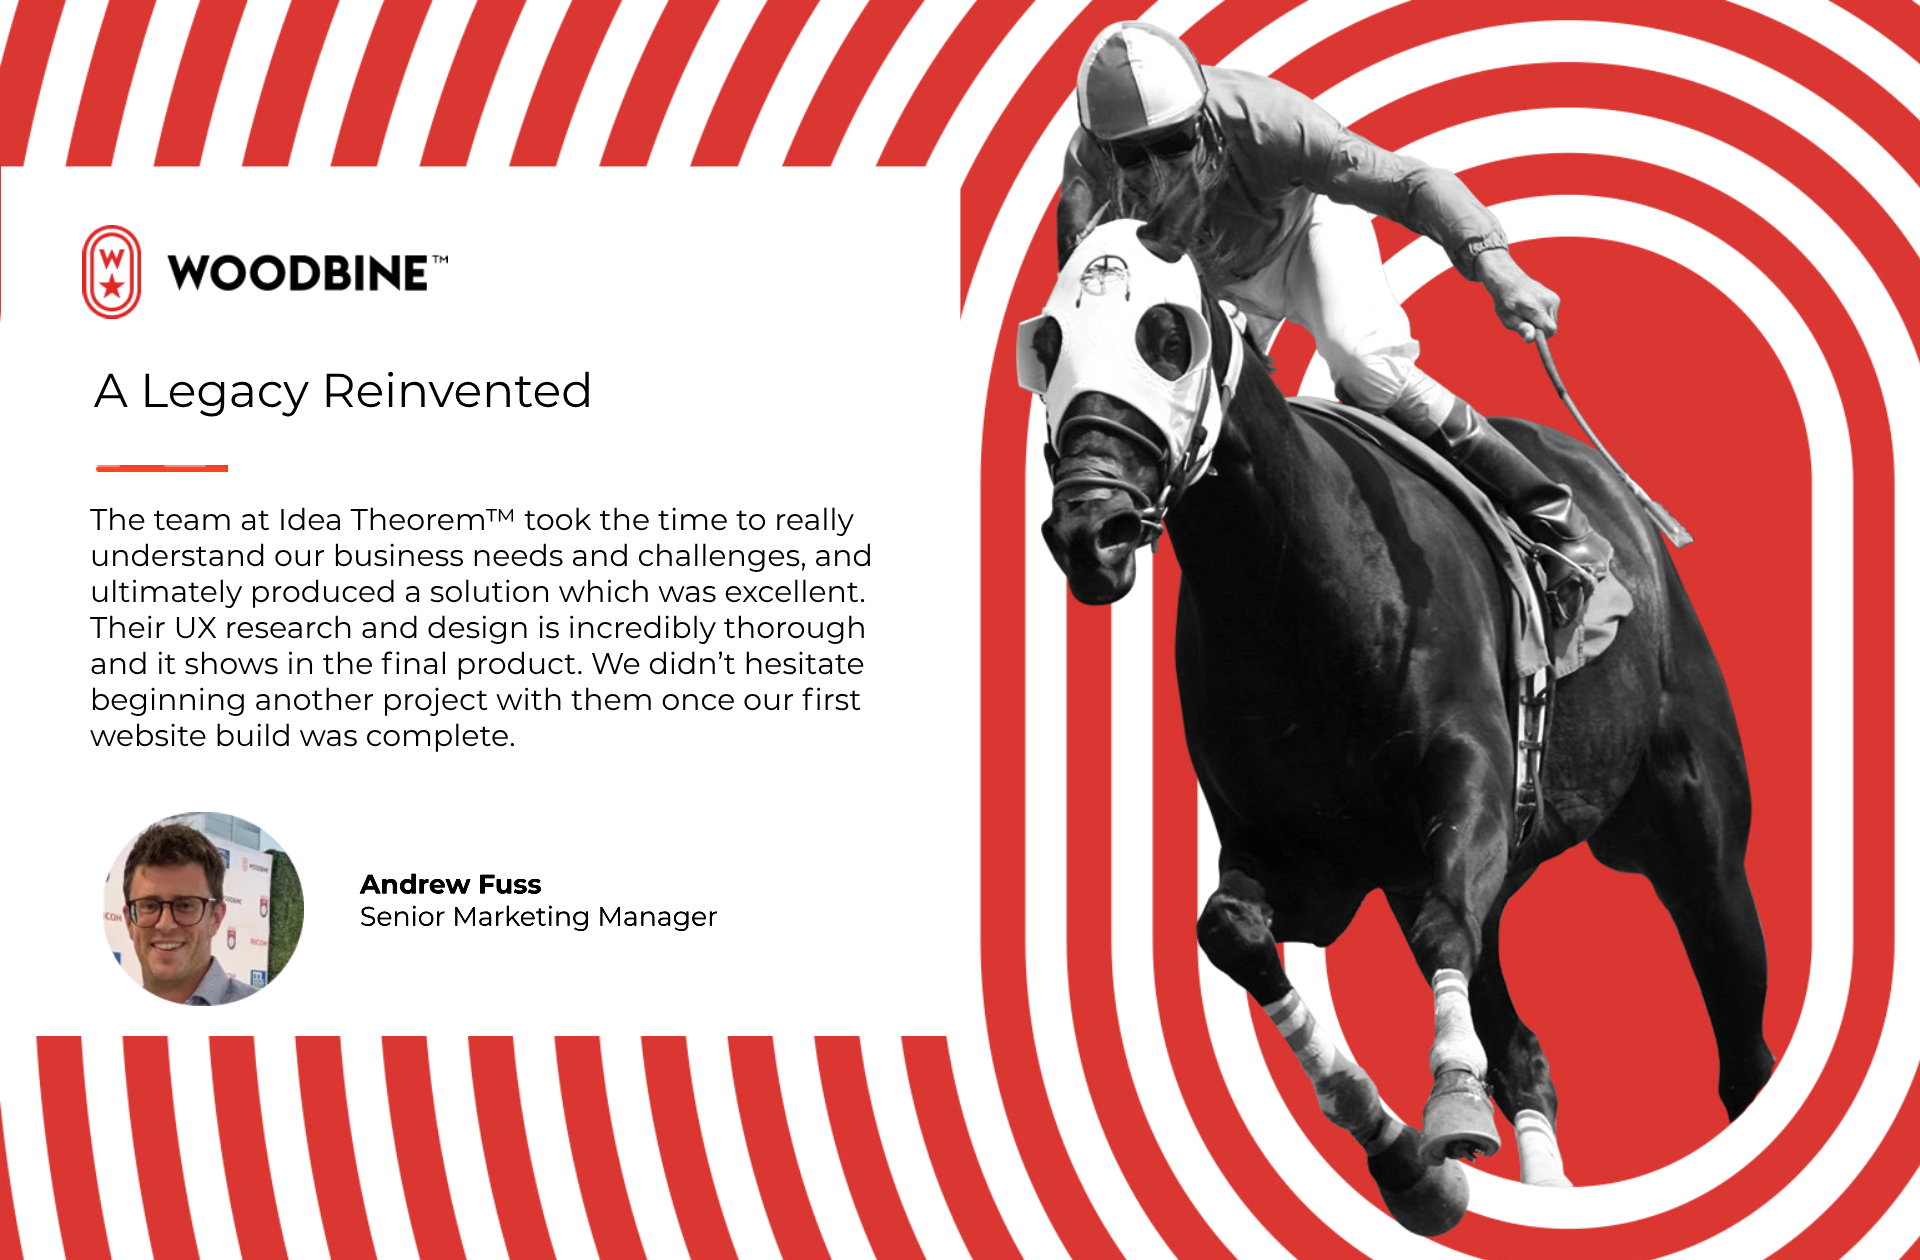 W
WOODBINE™
A Legacy Reinvented
The team at Idea Theorem™ took the time to really
understand our business needs and challenges, and
ultimately produced a solution which was excellent.
Their UX research and design is incredibly thorough
and it shows in the final product. We didn’t hesitate
beginning another project with them once our first
website build was complete.
WOODBINE
Andrew Fuss
Senior Marketing Manager